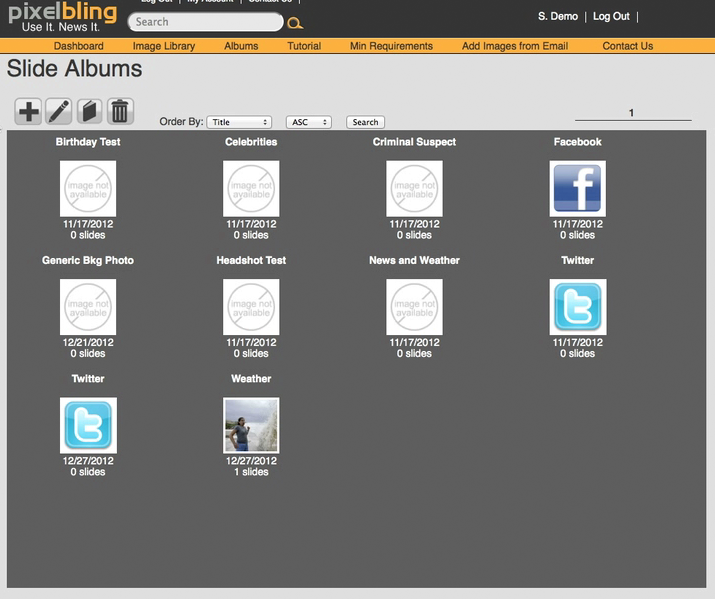 Log Out | My Account | Contact Us |
pixelbling
Use It. News It.
Search
S. Demo | Log Out |
Dashboard Image Library Albums Tutorial Min Requirements Add Images from Email Contact Us
Slide Albums
Order By: Title ASC Search
1
Birthday Test Celebrities Criminal Suspect Facebook
image not available image not available image not available f
11/17/2012 11/17/2012 11/17/2012 11/17/2012
0 slides 0 slides 0 slides 0 slides
Generic Bkg Photo Headshot Test News and Weather Twitter
image not available image not available image not available t
12/21/2012 11/17/2012 11/17/2012 11/17/2012
0 slides 0 slides 0 slides 0 slides
Twitter Weather
t
12/27/2012 12/27/2012
0 slides 1 slides